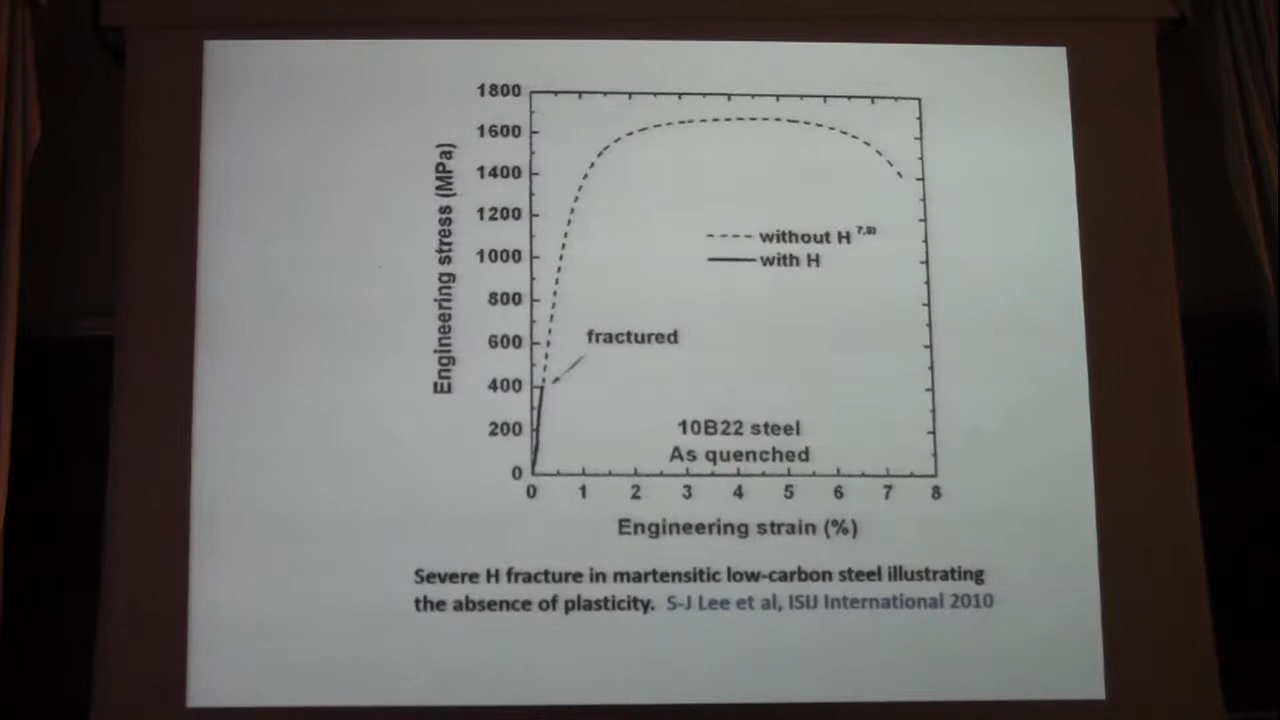 1800
1600
1400
1200
1000
800
600
400
200
0
Engineering stress (MPa)
without H 7,8)
with H
fractured
10B22 steel
As quenched
0 1 2 3 4 5 6 7 8
Engineering strain (%)
Severe H fracture in martensitic low-carbon steel illustrating
the absence of plasticity. S-J Lee et al, ISIJ International 2010